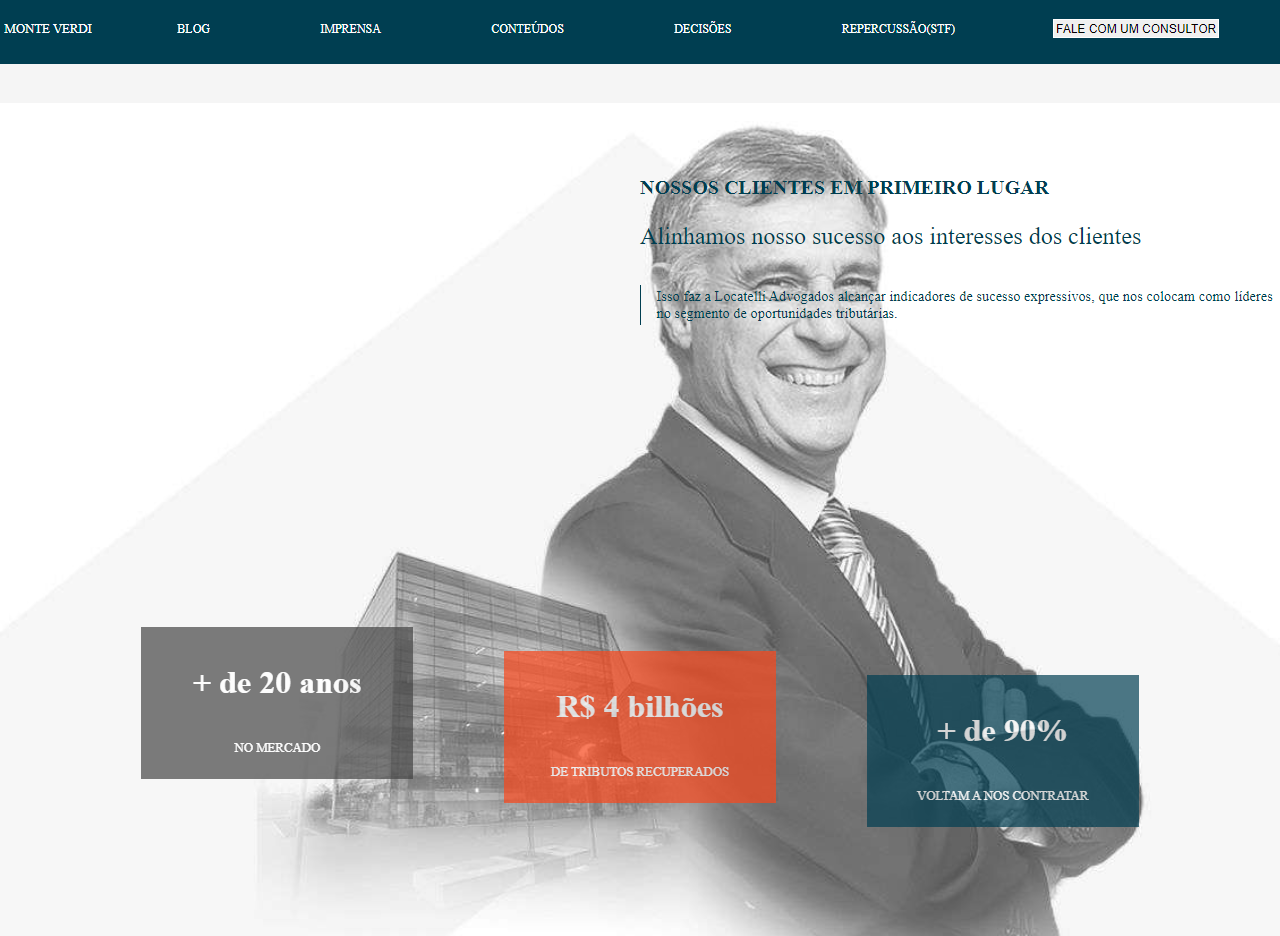 MONTE VERDI BLOG IMPRENSA CONTEÚDOS DECISÕES REPERCUSSÃO(STF) FALE COM UM CONSULTOR
NOSSOS CLIENTES EM PRIMEIRO LUGAR
Alinhamos nosso sucesso aos interesses dos clientes
Isso faz a Locatelli Advogados alcançar indicadores de sucesso expressivos, que nos colocam como líderes
no segmento de oportunidades tributárias.
+ de 20 anos
NO MERCADO
R$ 4 bilhões
DE TRIBUTOS RECUPERADOS
+ de 90%
VOLTAM A NOS CONTRATAR